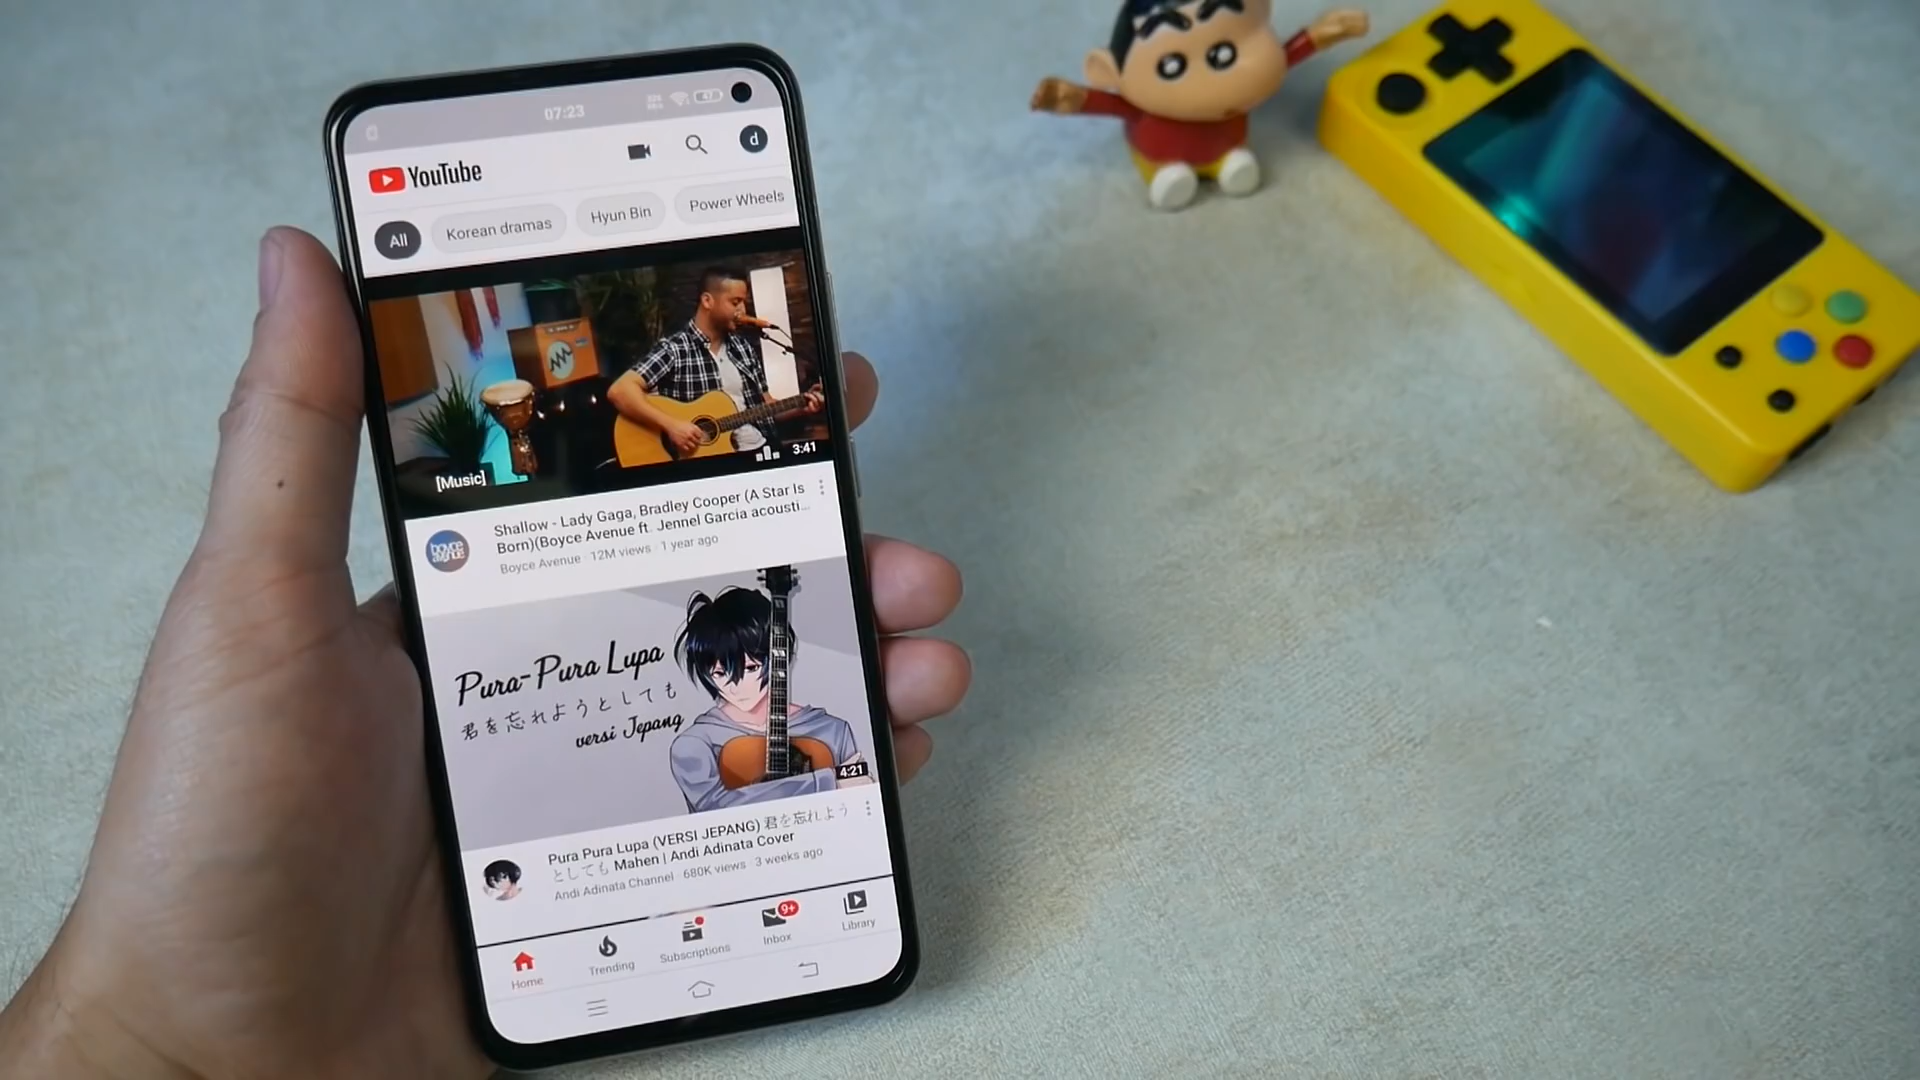 07:23
47
YouTube
d
All
Korean dramas
Hyun Bin
Power Wheels
[Music]
3:41
boyce
avenue
Shallow - Lady Gaga, Bradley Cooper (A Star Is
Born)(Boyce Avenue ft. Jennel Garcia acousti...
Boyce Avenue · 12M views · 1 year ago
Pura-Pura Lupa
君を忘れようとしても
versi Jepang
4:21
Pura Pura Lupa (VERSI JEPANG) 君を忘れよう
としても Mahen | Andi Adinata Cover
Andi Adinata Channel · 680K views · 3 weeks ago
9+
Home
Trending
Subscriptions
Inbox
Library